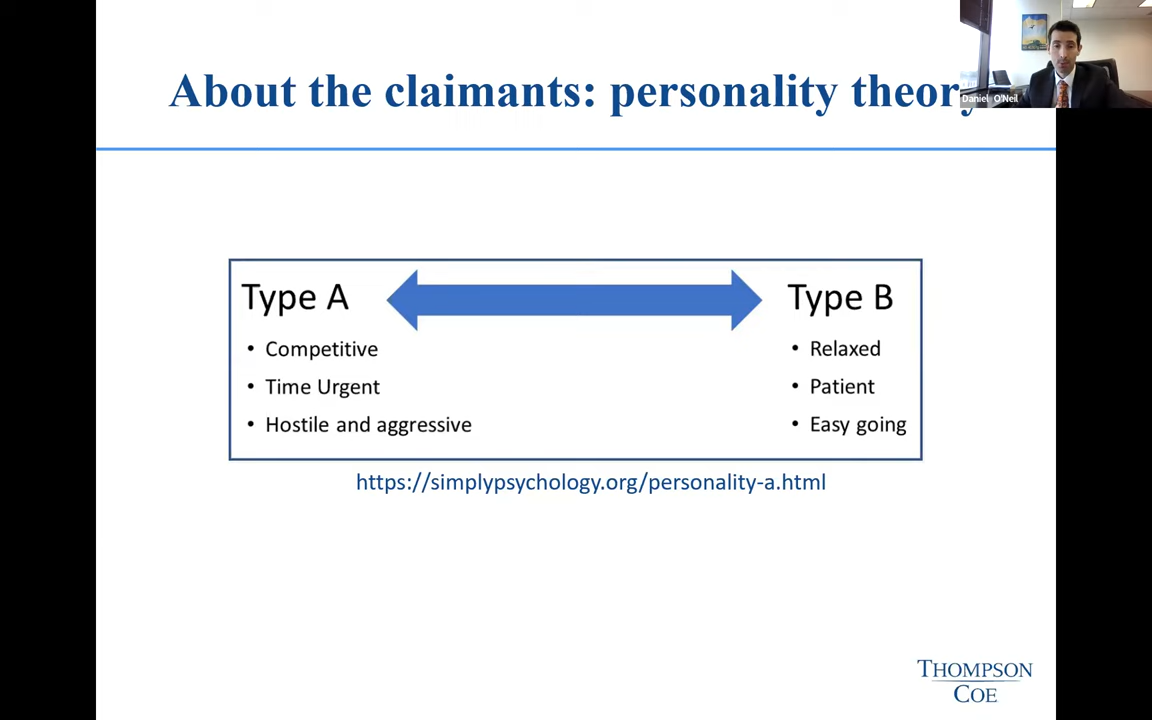 About the claimants: personality theory
Daniel O'Neil
Type A
Type B
• Competitive
• Time Urgent
• Hostile and aggressive
• Relaxed
• Patient
• Easy going
https://simplypsychology.org/personality-a.html
THOMPSON
COE